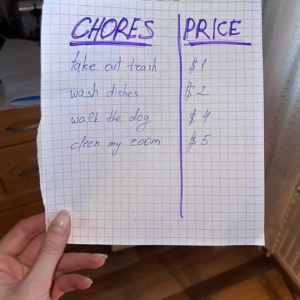 CHORES PRICE
take out trash $1
wash dishes $2
walk the dog $4
clean my room $5